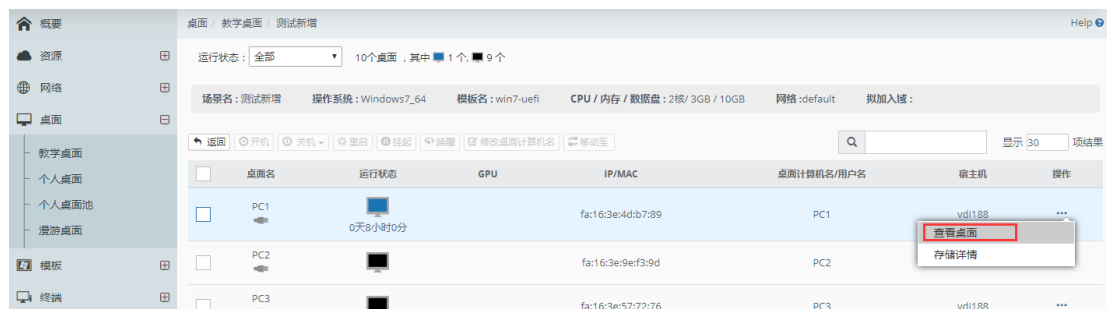 概要
桌面 / 教学桌面 / 测试新增
Help
资源
运行状态： 全部 10个桌面 ，其中 1 个, 9 个
网络
场景名：测试新增 操作系统：Windows7_64 模板名：win7-uefi CPU / 内存 / 数据盘：2核/ 3GB / 10GB 网络 :default 拟加入域：
桌面
返回 开机 关机 重启 挂起 唤醒 修改桌面计算机名 移动至 显示 30 项结果
教学桌面
个人桌面
个人桌面池
漫游桌面
模板
终端
桌面名 运行状态 GPU IP/MAC 桌面计算机名/用户名 宿主机 操作
PC1 fa:16:3e:4d:b7:89 PC1 vdi188 ...
0天8小时0分
查看桌面
存储详情
PC2 fa:16:3e:9e:f3:9d PC2
PC3 fa:16:3e:57:72:76 PC3 vdi188 ...